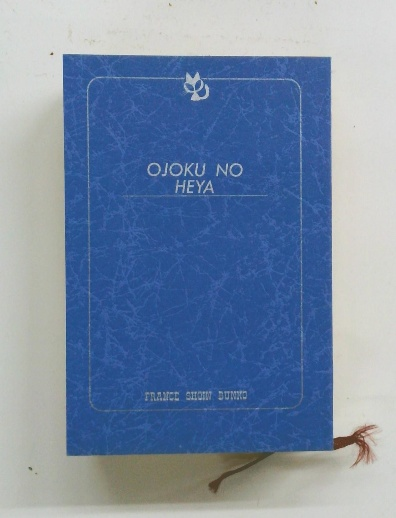 OJOKU NO
HEYA
FRANCE SHOIN BUNKO